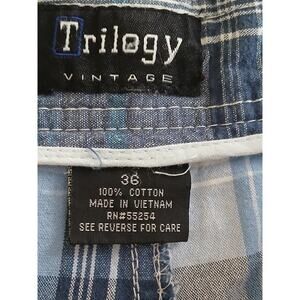 Trilogy
VINTAGE
36
100% COTTON
MADE IN VIETNAM
RN#55254
SEE REVERSE FOR CARE